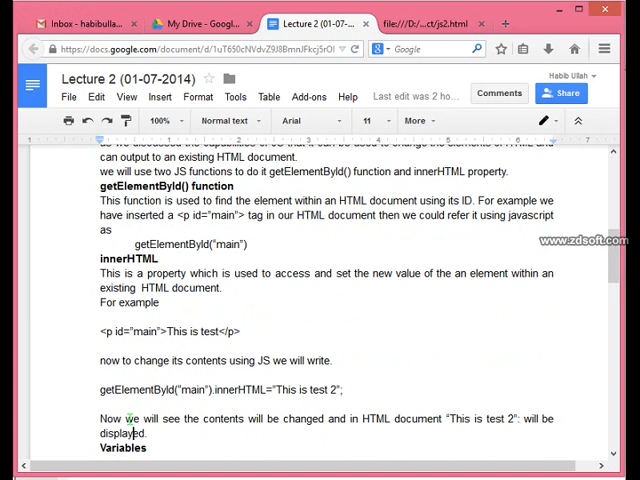 Inbox - habibulla...
My Drive - Googl...
Lecture 2 (01-07-...
file:///D:/...ct/js2.html
https://docs.google.com/document/d/1uT650CNVdvZ9J8BmnJFkcj5rOl
Google
Lecture 2 (01-07-2014)
Habib Ullah
File Edit View Insert Format Tools Table Add-ons Help Last edit was 2 ho...
Comments
Share
100% Normal text Arial 11 More
1 1 2 3 4 5 6 7
can output to an existing HTML document.
we will use two JS functions to do it getElementById() function and innerHTML property.
getElementById() function
This function is used to find the element within an HTML document using its ID. For example we
have inserted a <p id="main"> tag in our HTML document then we could refer it using javascript
as
getElementById("main")
www.zdsoft.com
innerHTML
This is a property which is used to access and set the new value of the an element within an
existing HTML document.
For example
<p id="main">This is test</p>
now to change its contents using JS we will write.
getElementById("main").innerHTML="This is test 2";
Now we will see the contents will be changed and in HTML document "This is test 2": will be
displayed.
Variables